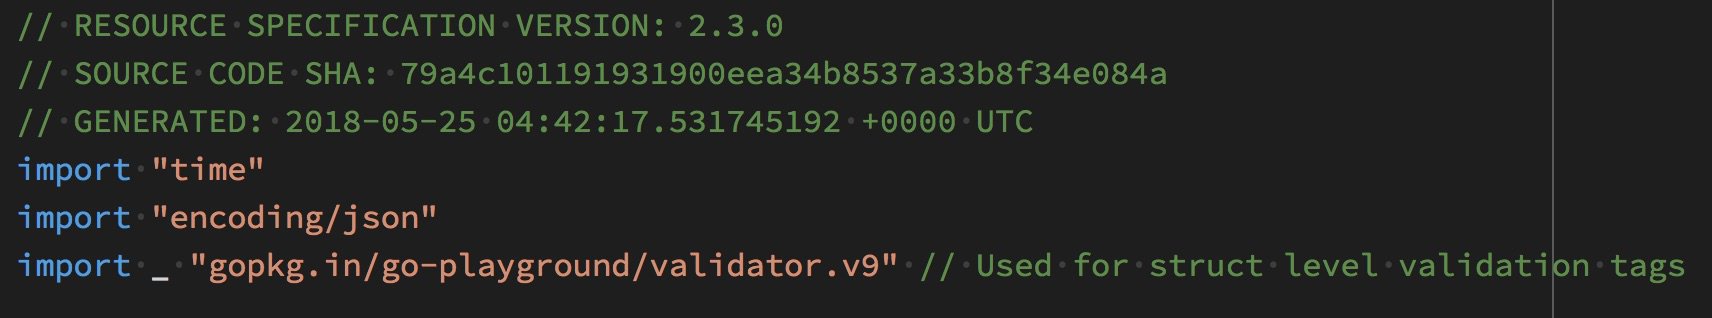 // RESOURCE SPECIFICATION VERSION: 2.3.0
// SOURCE CODE SHA: 79a4c101191931900eea34b8537a33b8f34e084a
// GENERATED: 2018-05-25 04:42:17.531745192 +0000 UTC
import "time"
import "encoding/json"
import _ "gopkg.in/go-playground/validator.v9" // Used for struct level validation tags